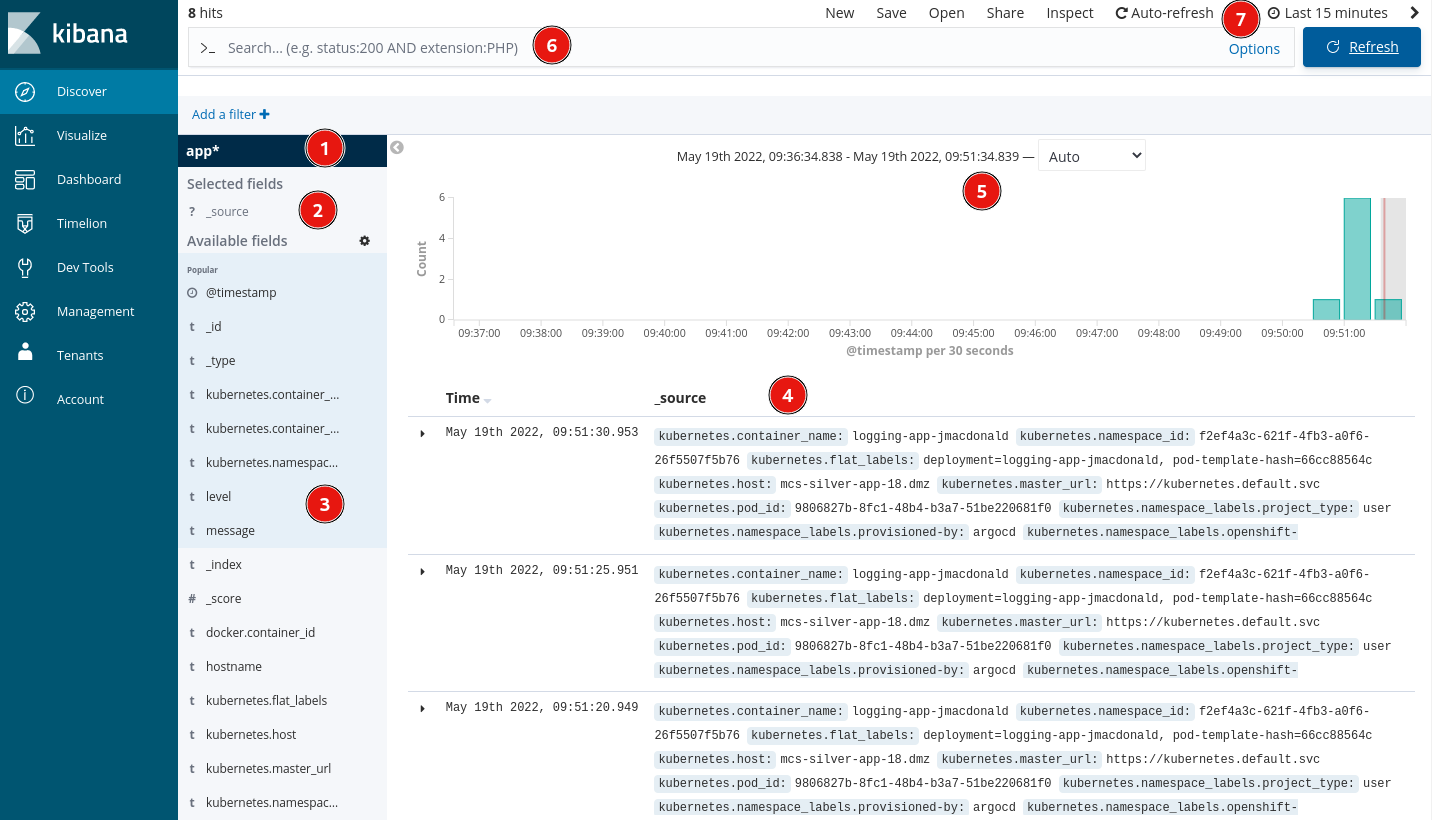 kibana
Discover
Visualize
Dashboard
Timelion
Dev Tools
Management
Tenants
Account
8 hits
New Save Open Share Inspect Auto-refresh 7 Last 15 minutes
>_ Search... (e.g. status:200 AND extension:PHP) 6 Options Refresh
Add a filter
app* 1
Selected fields
? _source 2
Available fields
Popular
@timestamp
t _id
t _type
t kubernetes.container_...
t kubernetes.container_...
t kubernetes.namespac...
t level
3
t message
t _index
# _score
t docker.container_id
t hostname
t kubernetes.flat_labels
t kubernetes.host
t kubernetes.master_url
t kubernetes.namespac...
May 19th 2022, 09:36:34.838 - May 19th 2022, 09:51:34.839 — Auto
5
Count
6
4
2
0
09:37:00 09:38:00 09:39:00 09:40:00 09:41:00 09:42:00 09:43:00 09:44:00 09:45:00 09:46:00 09:47:00 09:48:00 09:49:00 09:50:00 09:51:00
@timestamp per 30 seconds
Time _source 4
May 19th 2022, 09:51:30.953 kubernetes.container_name: logging-app-jmacdonald kubernetes.namespace_id: f2ef4a3c-621f-4fb3-a0f6-
26f5507f5b76 kubernetes.flat_labels: deployment=logging-app-jmacdonald, pod-template-hash=66cc88564c
kubernetes.host: mcs-silver-app-18.dmz kubernetes.master_url: https://kubernetes.default.svc
kubernetes.pod_id: 9806827b-8fc1-48b4-b3a7-51be220681f0 kubernetes.namespace_labels.project_type: user
kubernetes.namespace_labels.provisioned-by: argocd kubernetes.namespace_labels.openshift-
May 19th 2022, 09:51:25.951 kubernetes.container_name: logging-app-jmacdonald kubernetes.namespace_id: f2ef4a3c-621f-4fb3-a0f6-
26f5507f5b76 kubernetes.flat_labels: deployment=logging-app-jmacdonald, pod-template-hash=66cc88564c
kubernetes.host: mcs-silver-app-18.dmz kubernetes.master_url: https://kubernetes.default.svc
kubernetes.pod_id: 9806827b-8fc1-48b4-b3a7-51be220681f0 kubernetes.namespace_labels.project_type: user
kubernetes.namespace_labels.provisioned-by: argocd kubernetes.namespace_labels.openshift-
May 19th 2022, 09:51:20.949 kubernetes.container_name: logging-app-jmacdonald kubernetes.namespace_id: f2ef4a3c-621f-4fb3-a0f6-
26f5507f5b76 kubernetes.flat_labels: deployment=logging-app-jmacdonald, pod-template-hash=66cc88564c
kubernetes.host: mcs-silver-app-18.dmz kubernetes.master_url: https://kubernetes.default.svc
kubernetes.pod_id: 9806827b-8fc1-48b4-b3a7-51be220681f0 kubernetes.namespace_labels.project_type: user
kubernetes.namespace_labels.provisioned-by: argocd kubernetes.namespace_labels.openshift-